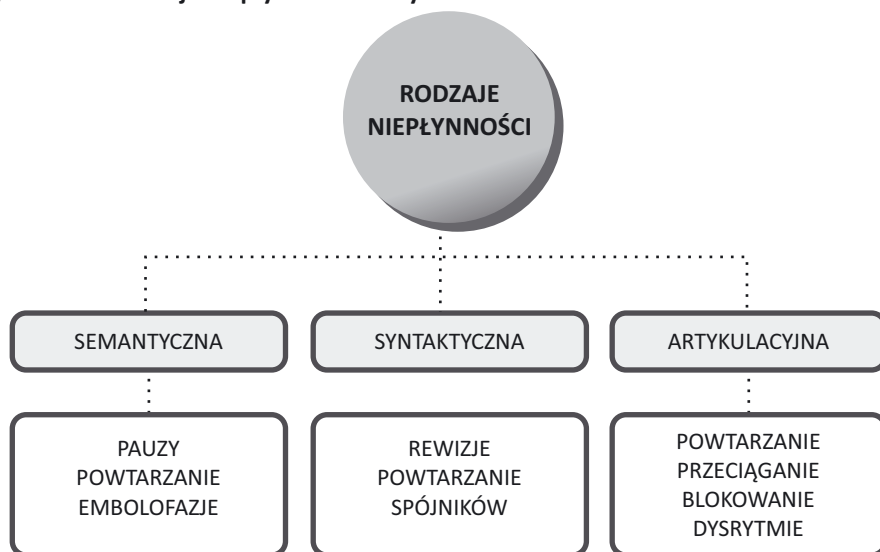 RODZAJE
NIEPŁYNNOŚCI
SEMANTYCZNA
SYNTAKTYCZNA
ARTYKULACYJNA
PAUZY
POWTARZANIE
EMBOLOFAZJE
REWIZJE
POWTARZANIE
SPÓJNIKÓW
POWTARZANIE
PRZECIĄGANIE
BLOKOWANIE
DYSRYTMIE